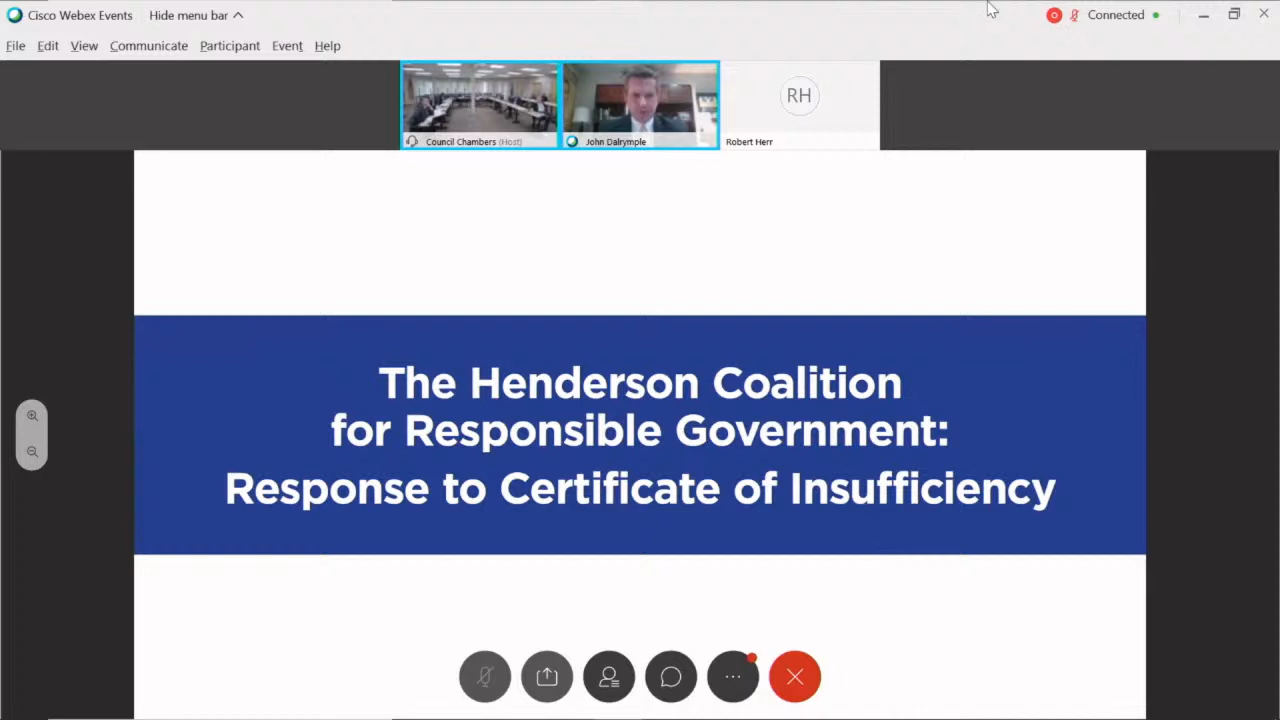 Cisco Webex Events Hide menu bar Connected
File Edit View Communicate Participant Event Help
RH
Council Chambers (Host) John Dalrymple Robert Herr
The Henderson Coalition
for Responsible Government:
Response to Certificate of Insufficiency